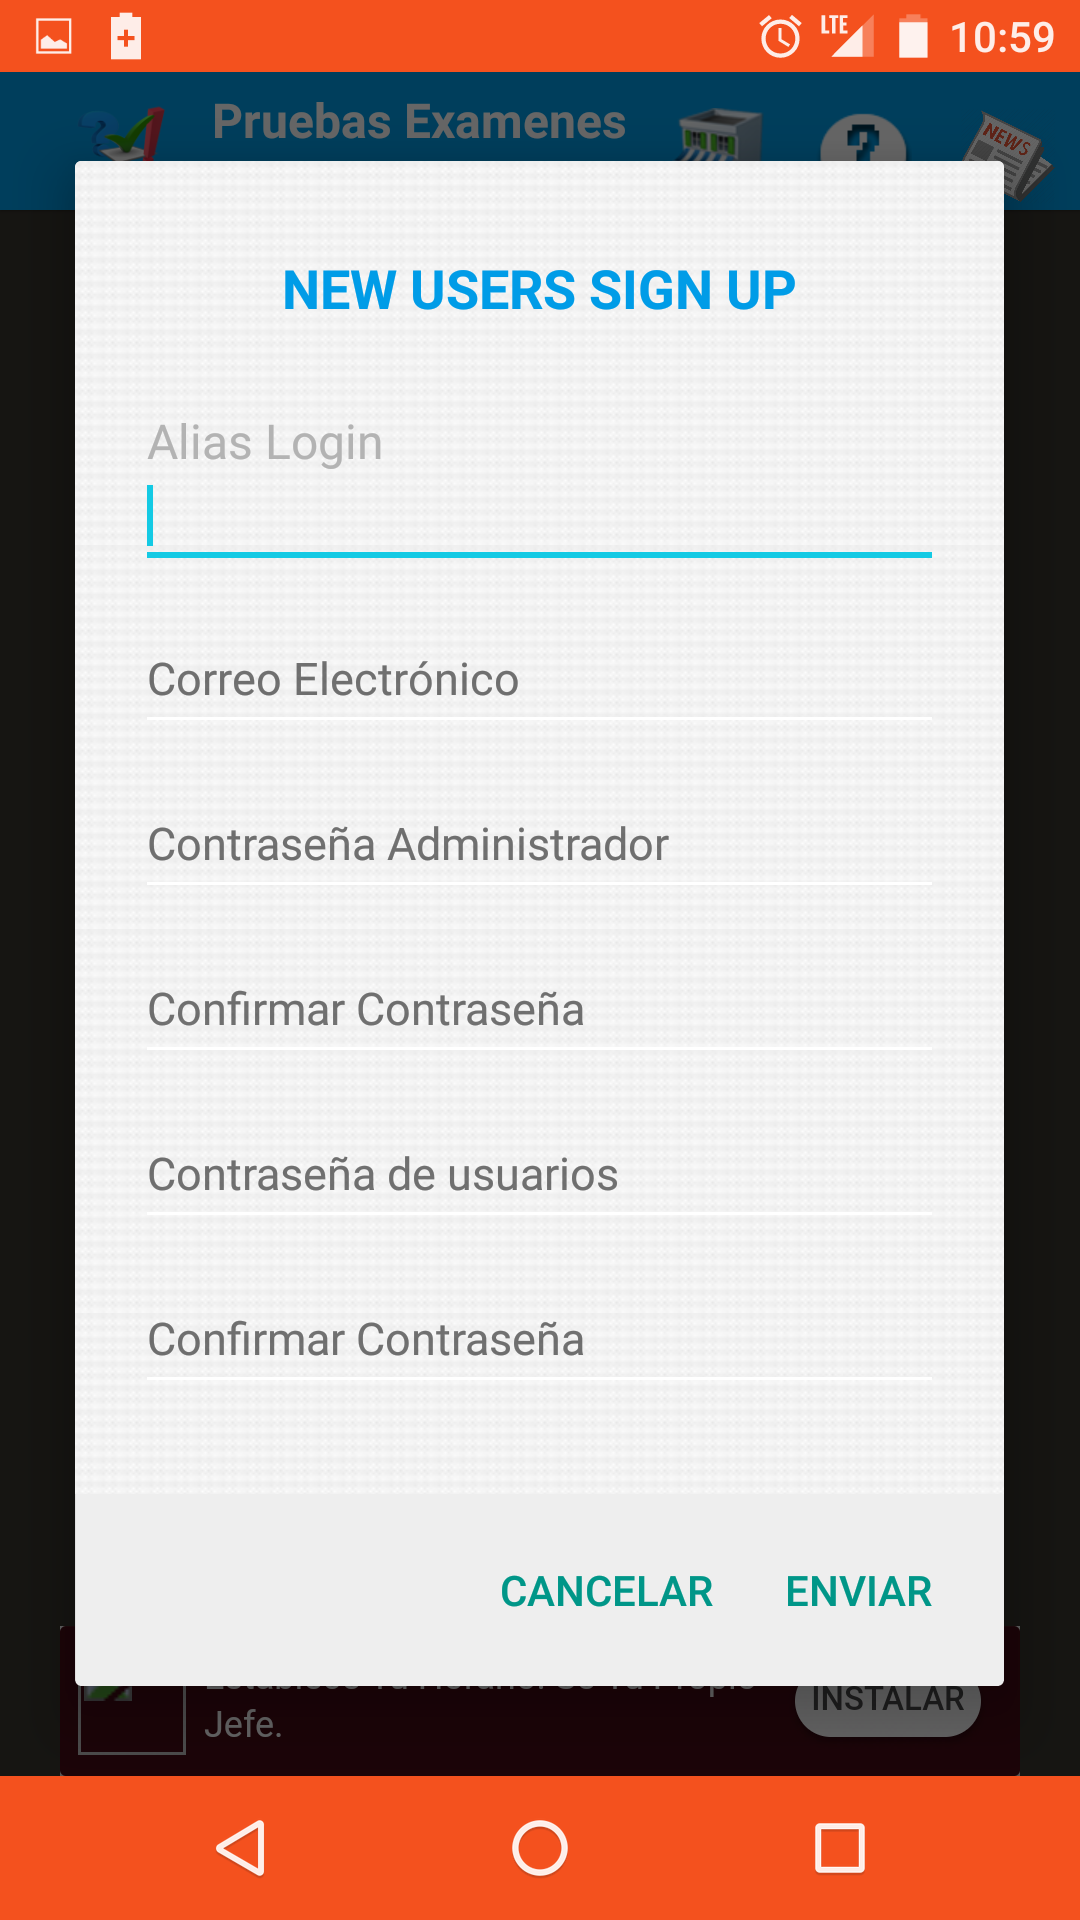 LTE 10:59
Pruebas Examenes
NEWS
NEW USERS SIGN UP
Alias Login
Correo Electrónico
Contraseña Administrador
Confirmar Contraseña
Contraseña de usuarios
Confirmar Contraseña
CANCELAR ENVIAR
INSTALAR
Jefe.